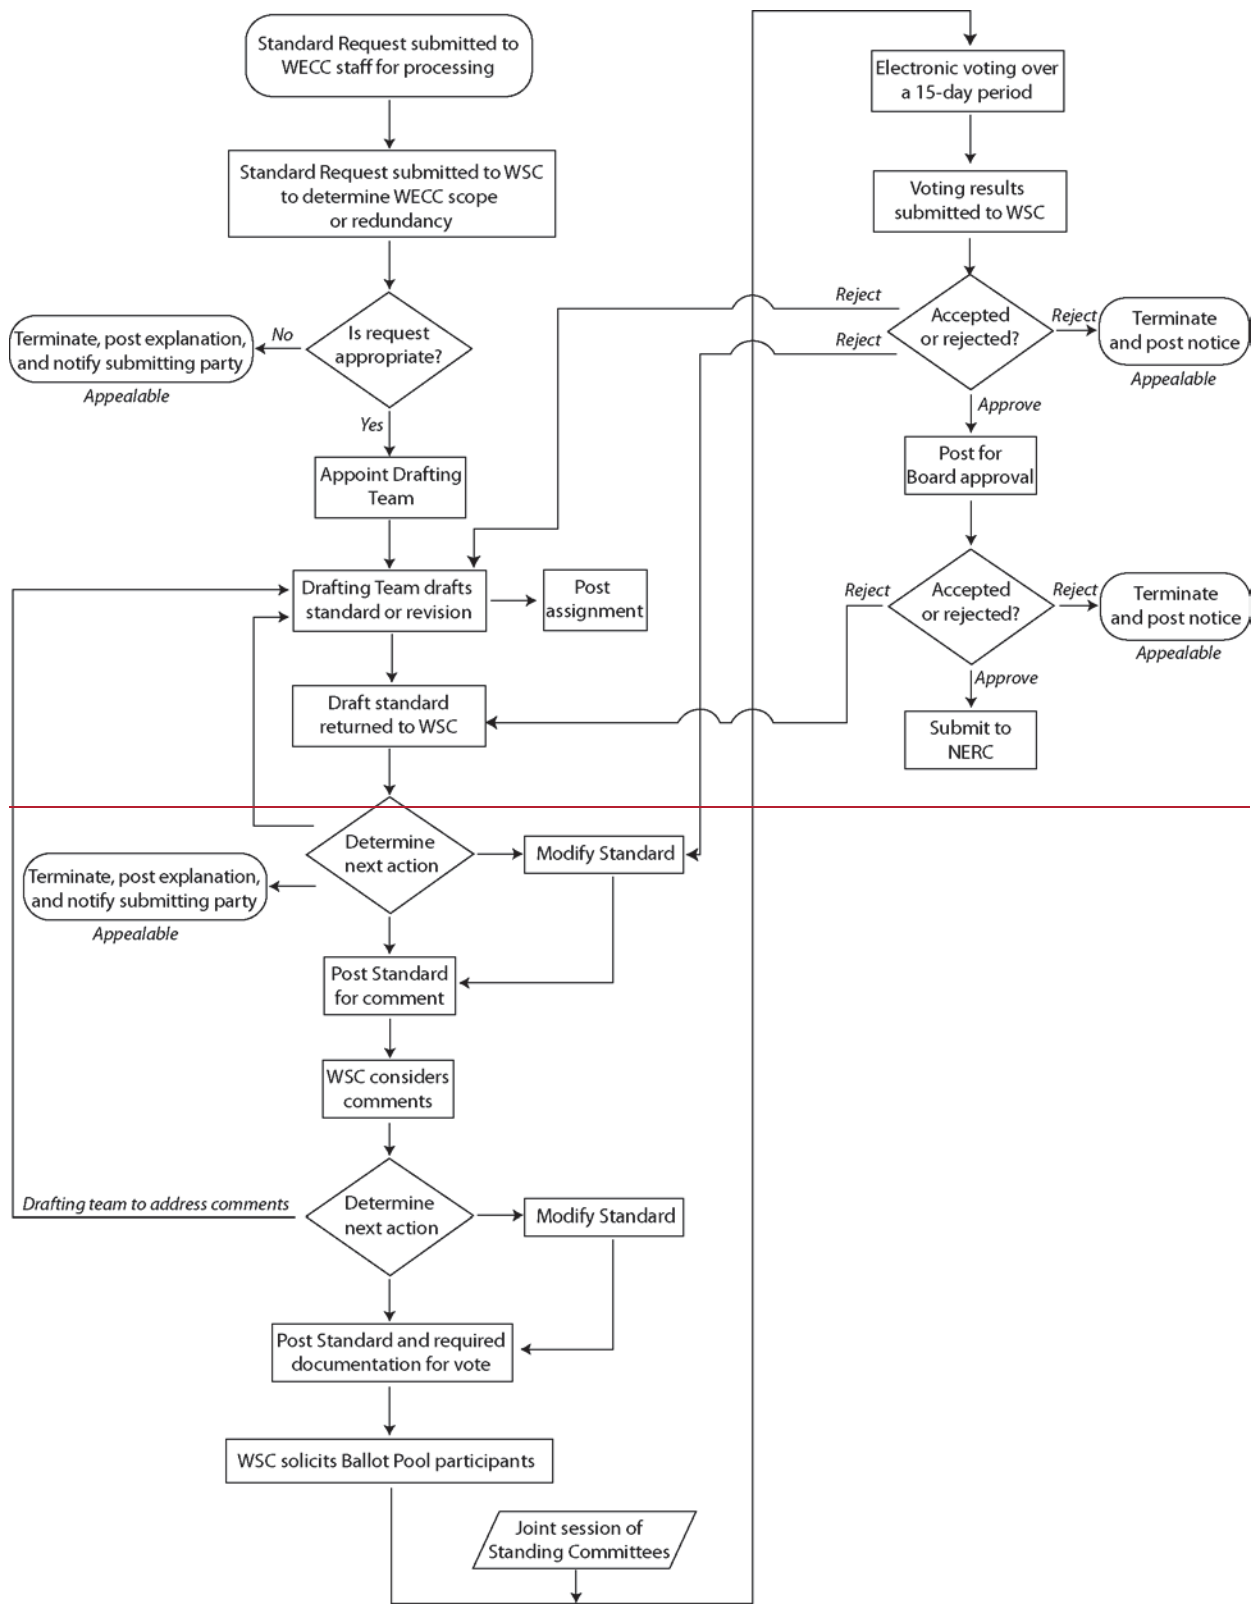 Standard Request submitted to
WECC staff for processing
Standard Request submitted to WSC
to determine WECC scope
or redundancy
Is request
appropriate?
No
Terminate, post explanation,
and notify submitting party
Appealable
Yes
Appoint Drafting
Team
Drafting Team drafts
standard or revision
Post
assignment
Draft standard
returned to WSC
Determine
next action
Modify Standard
Terminate, post explanation,
and notify submitting party
Appealable
Post Standard
for comment
WSC considers
comments
Drafting team to address comments
Determine
next action
Modify Standard
Post Standard and required
documentation for vote
WSC solicits Ballot Pool participants
Joint session of
Standing Committees
Electronic voting over
a 15-day period
Voting results
submitted to WSC
Reject
Reject
Accepted
or rejected?
Reject
Terminate
and post notice
Appealable
Approve
Post for
Board approval
Reject
Accepted
or rejected?
Reject
Terminate
and post notice
Appealable
Approve
Submit to
NERC